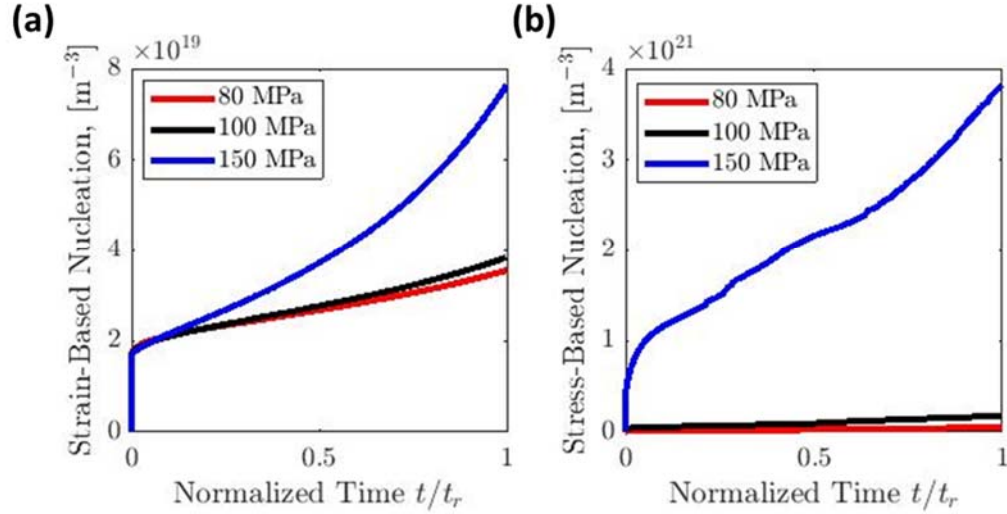 (a)
×10^19
Strain-Based Nucleation, [m^−3]
8
6
4
2
0
80 MPa
100 MPa
150 MPa
0
0.5
1
Normalized Time t/t_r
(b)
×10^21
Stress-Based Nucleation, [m^−3]
4
3
2
1
0
80 MPa
100 MPa
150 MPa
0
0.5
1
Normalized Time t/t_r